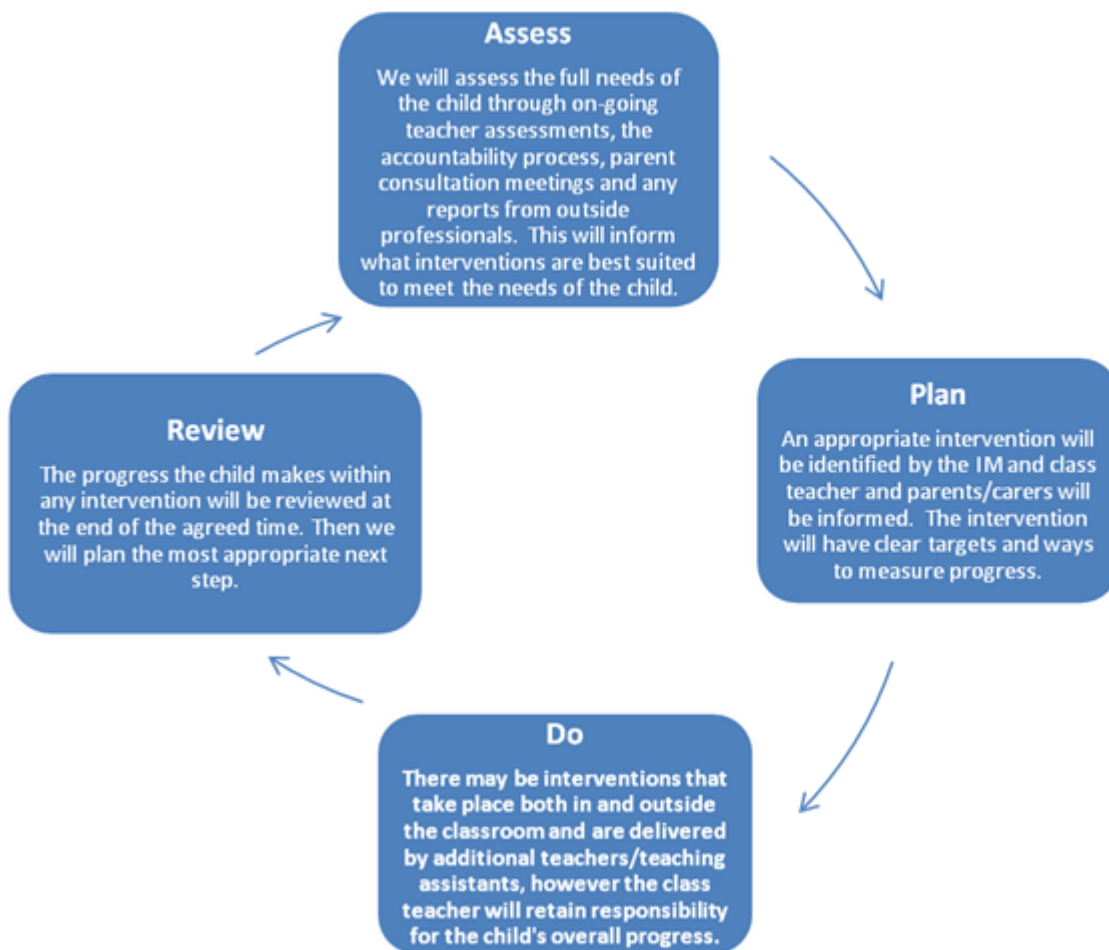 Assess
We will assess the full needs of
the child through on-going
teacher assessments, the
accountability process, parent
consultation meetings and any
reports from outside
professionals.  This will inform
what interventions are best suited
to meet the needs of the child.
Plan
An appropriate intervention will
be identified by the IM and class
teacher and parents/carers will
be informed.  The intervention
will have clear targets and ways
to measure progress.
Do
There may be interventions that
take place both in and outside
the classroom and are delivered
by additional teachers/teaching
assistants, however the class
teacher will retain responsibility
for the child's overall progress.
Review
The progress the child makes within
any intervention will be reviewed at
the end of the agreed time.  Then we
will plan the most appropriate next
step.